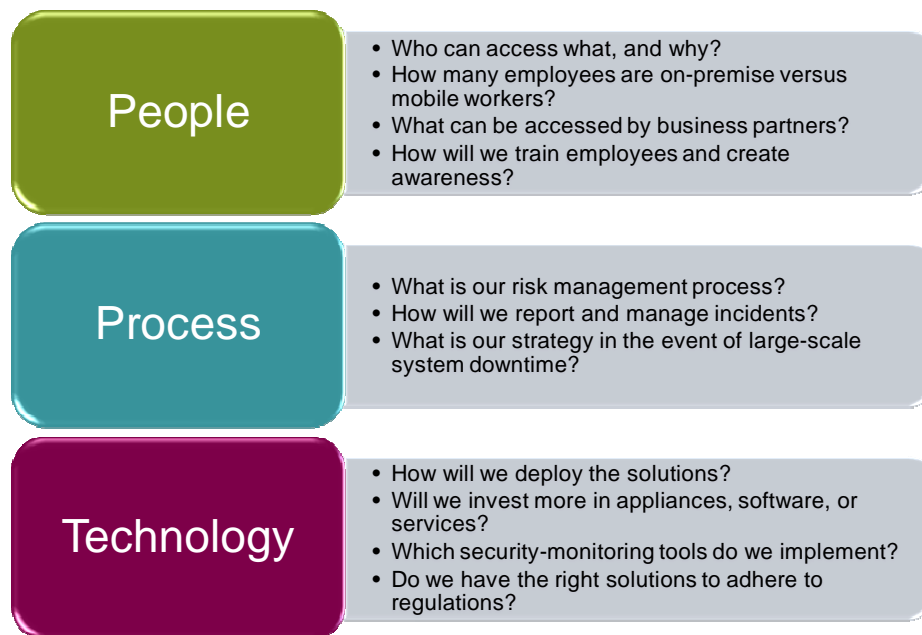 People
• Who can access what, and why?
• How many employees are on-premise versus
mobile workers?
• What can be accessed by business partners?
• How will we train employees and create
awareness?
Process
• What is our risk management process?
• How will we report and manage incidents?
• What is our strategy in the event of large-scale
system downtime?
Technology
• How will we deploy the solutions?
• Will we invest more in appliances, software, or
services?
• Which security-monitoring tools do we implement?
• Do we have the right solutions to adhere to
regulations?